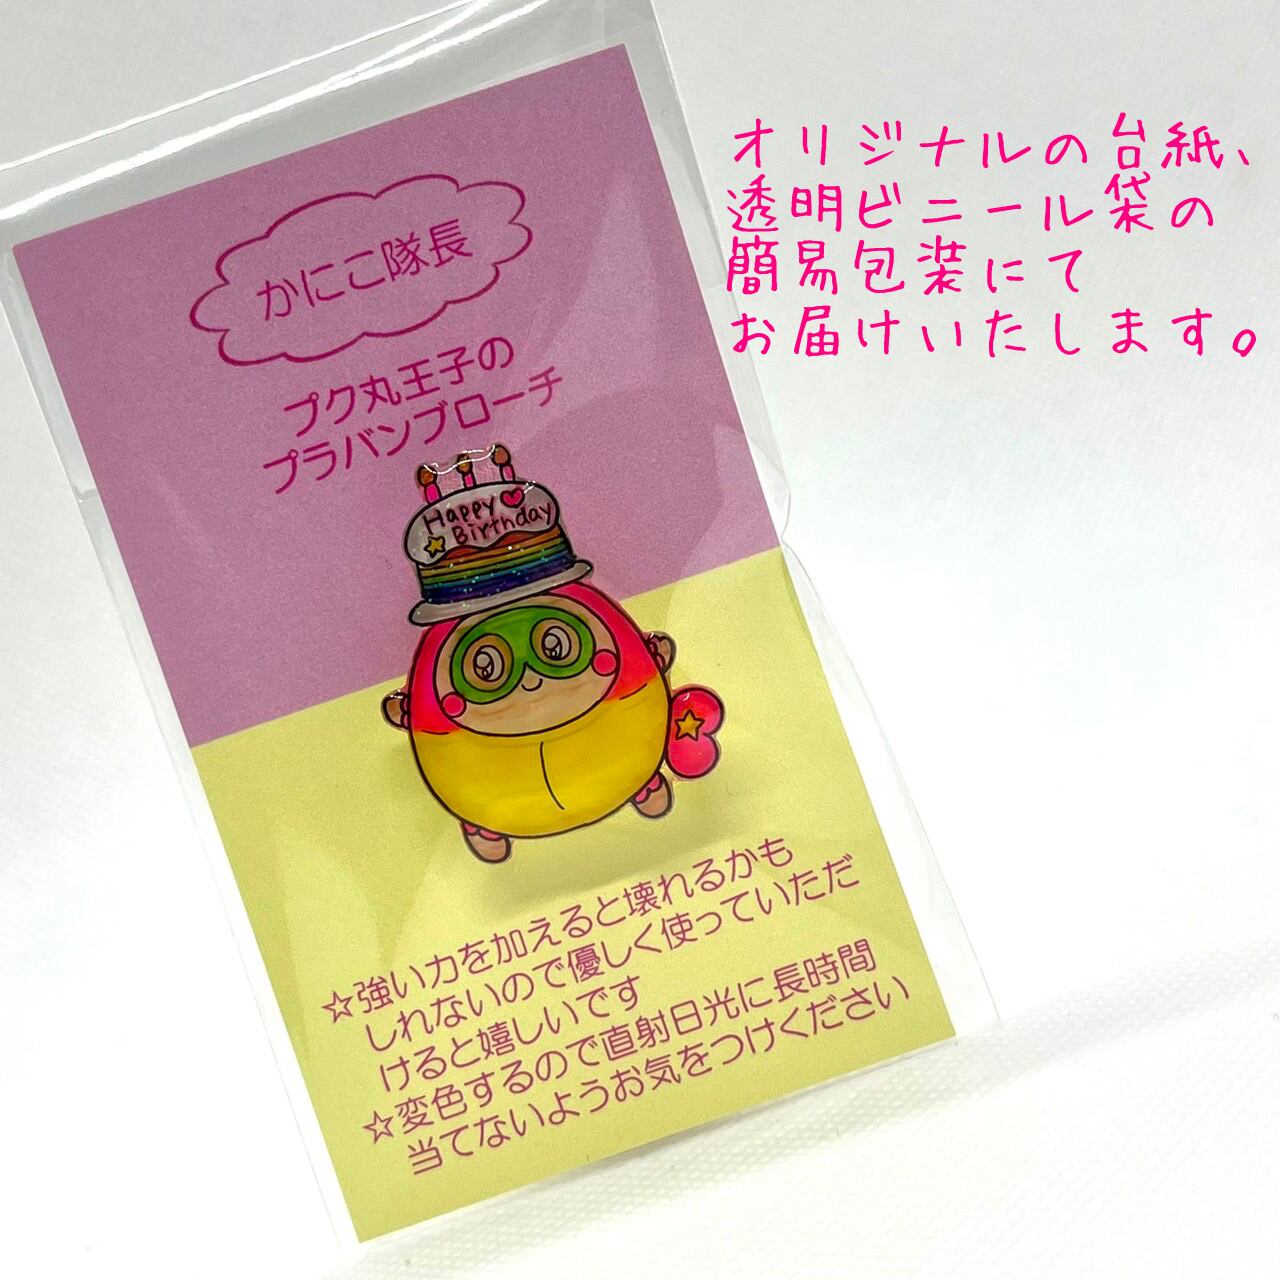 オリジナルの台紙、
透明ビニール袋の
簡易包装にて
お届けいたします。
かにこ隊長
プク丸王子の
プラバンブローチ
Happy♡
Birthday
☆強い力を加えると壊れるかも
しれないので優しく使っていただ
けると嬉しいです
☆変色するので直射日光に長時間
当てないようお気をつけください